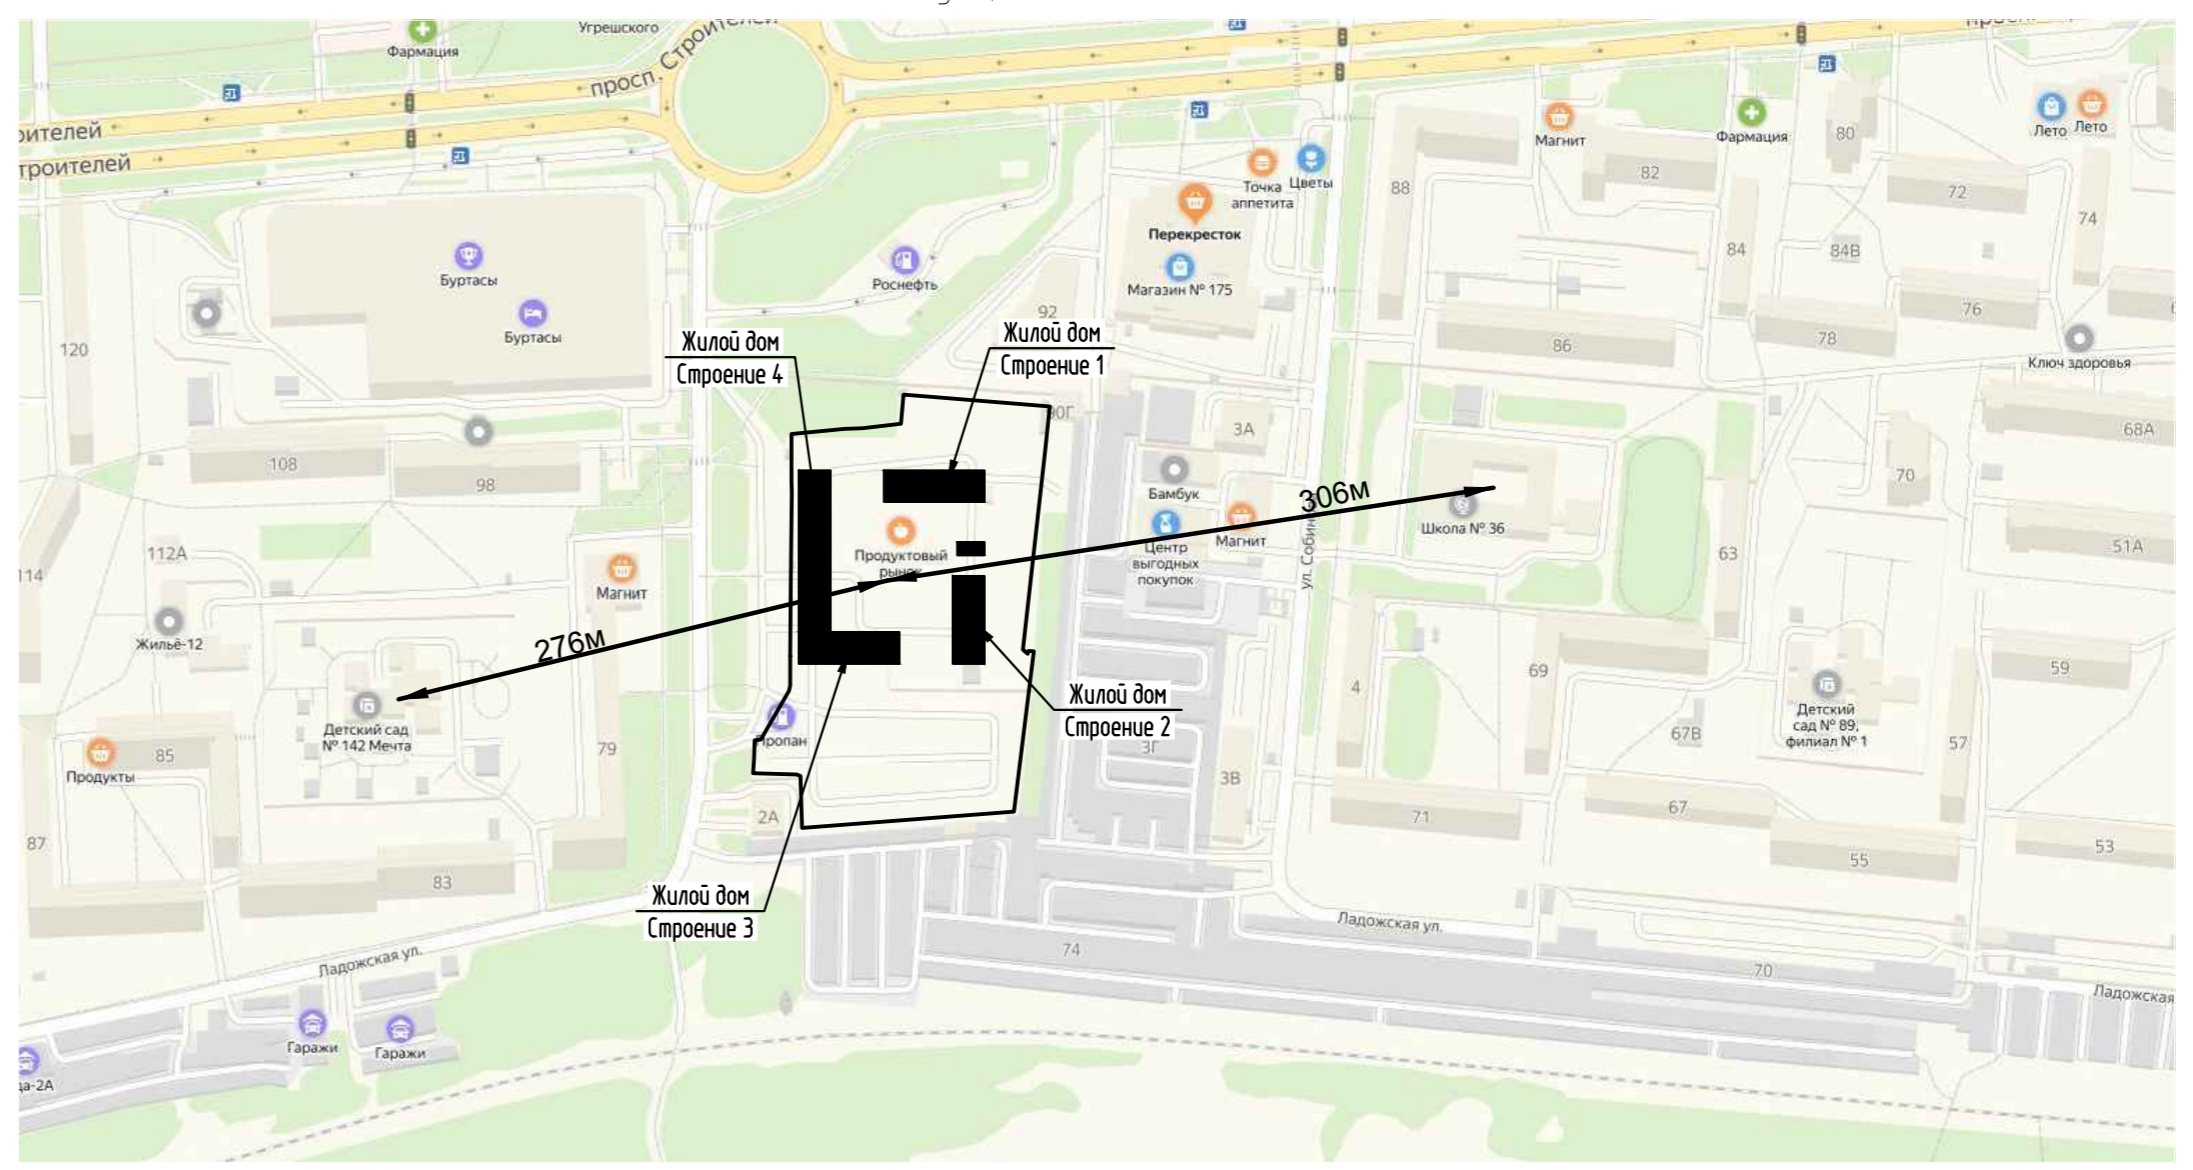 Угрешского
Фармация
просп. Строителей
оителей
троителей
Магнит
Фармация
80
Лето
Лето
Точка
аппетита
Цветы
88
82
72
74
Перекресток
Магазин № 175
84
84В
Буртасы
Буртасы
Роснефть
92
76
78
86
120
Ключ здоровья
Жилой дом
Строение 4
Жилой дом
Строение 1
90Г
3А
68А
108
98
70
Бамбук
306м
Школа № 36
Продуктовый
рынок
Центр
выгодных
покупок
Магнит
ул. Собин
63
51А
112А
114
Магнит
Жильё-12
276м
4
69
59
Жилой дом
Строение 2
3Г
Детский сад
№ 142 Мечта
Пропан
79
Детский
сад № 89,
филиал № 1
67В
57
85
Продукты
3В
67
2А
71
87
55
53
83
Жилой дом
Строение 3
Ладожская ул.
Ладожская ул.
74
70
Ладожская
Гаражи
Гаражи
да-2А